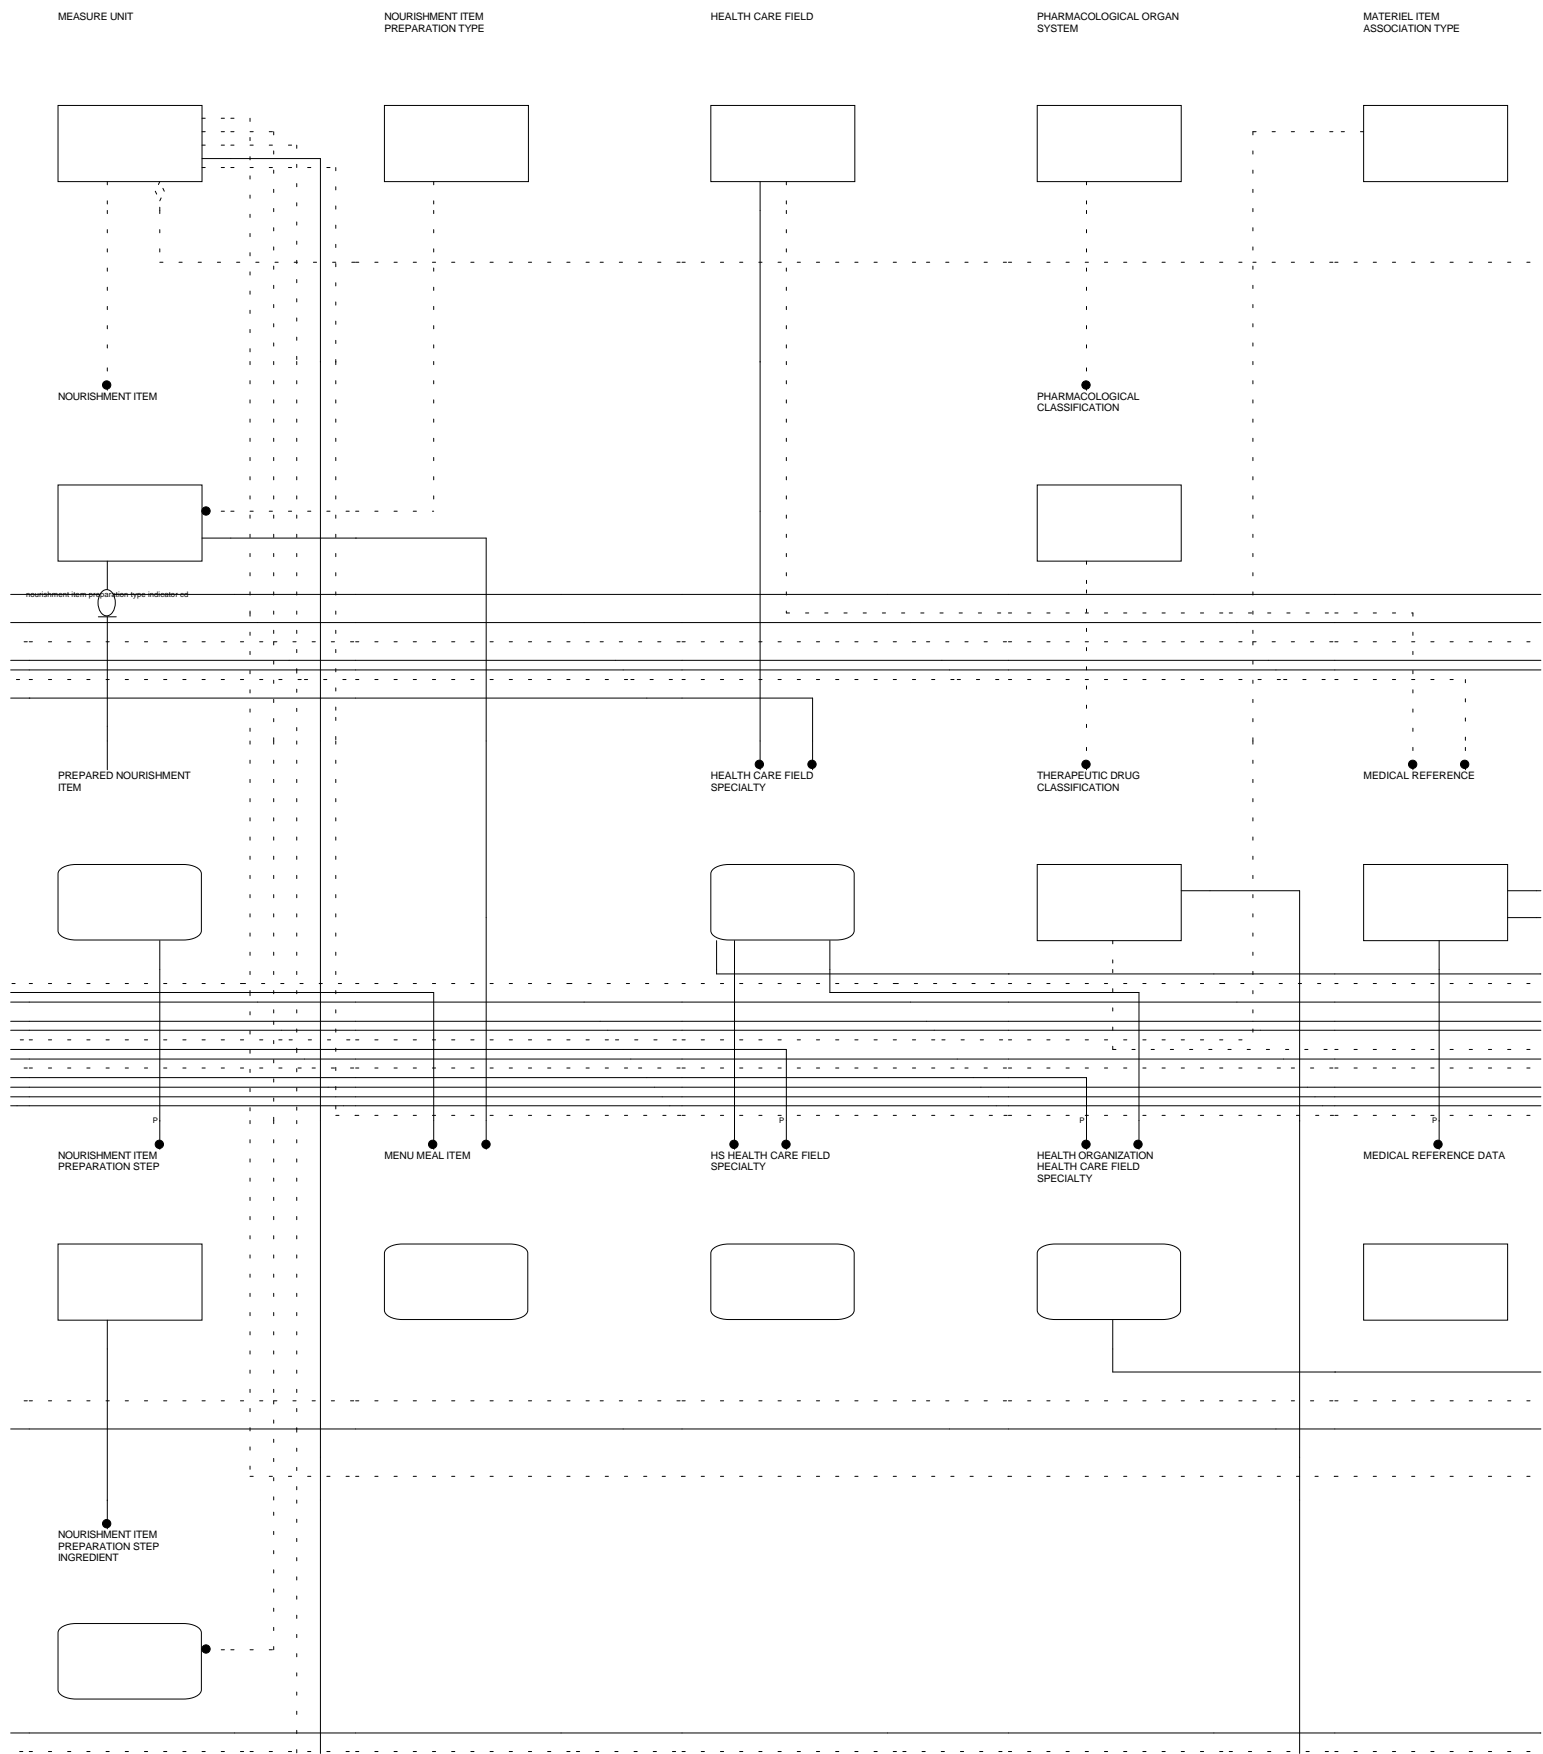 MEASURE UNIT
NOURISHMENT ITEM
PREPARATION TYPE
HEALTH CARE FIELD
PHARMACOLOGICAL ORGAN
SYSTEM
MATERIEL ITEM
ASSOCIATION TYPE
NOURISHMENT ITEM
PHARMACOLOGICAL
CLASSIFICATION
nourishment item preparation type indicator cd
PREPARED NOURISHMENT
ITEM
HEALTH CARE FIELD
SPECIALTY
THERAPEUTIC DRUG
CLASSIFICATION
MEDICAL REFERENCE
P
P
P
P
NOURISHMENT ITEM
PREPARATION STEP
MENU MEAL ITEM
HS HEALTH CARE FIELD
SPECIALTY
HEALTH ORGANIZATION
HEALTH CARE FIELD
SPECIALTY
MEDICAL REFERENCE DATA
NOURISHMENT ITEM
PREPARATION STEP
INGREDIENT